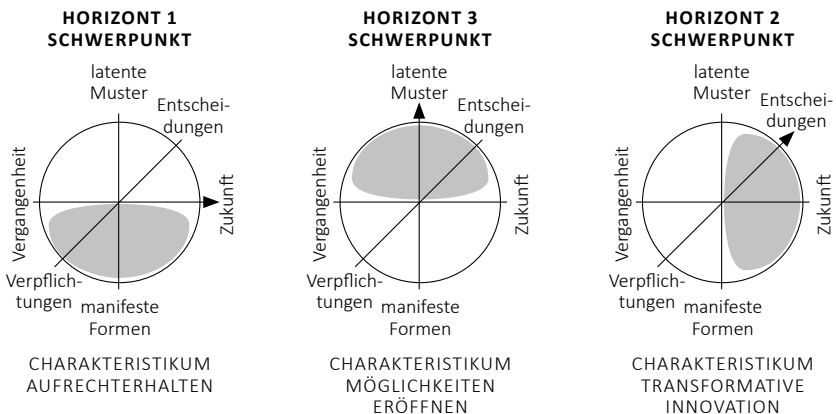 HORIZONT 1
SCHWERPUNKT
latente
Muster
Entschei-
dungen
Vergangenheit
Zukunft
Verpflich-
tungen
manifeste
Formen
CHARAKTERISTIKUM
AUFRECHTERHALTEN
HORIZONT 3
SCHWERPUNKT
latente
Muster
Entschei-
dungen
Vergangenheit
Zukunft
Verpflich-
tungen
manifeste
Formen
CHARAKTERISTIKUM
MÖGLICHKEITEN
ERÖFFNEN
HORIZONT 2
SCHWERPUNKT
latente
Muster
Entschei-
dungen
Vergangenheit
Zukunft
Verpflich-
tungen
manifeste
Formen
CHARAKTERISTIKUM
TRANSFORMATIVE
INNOVATION